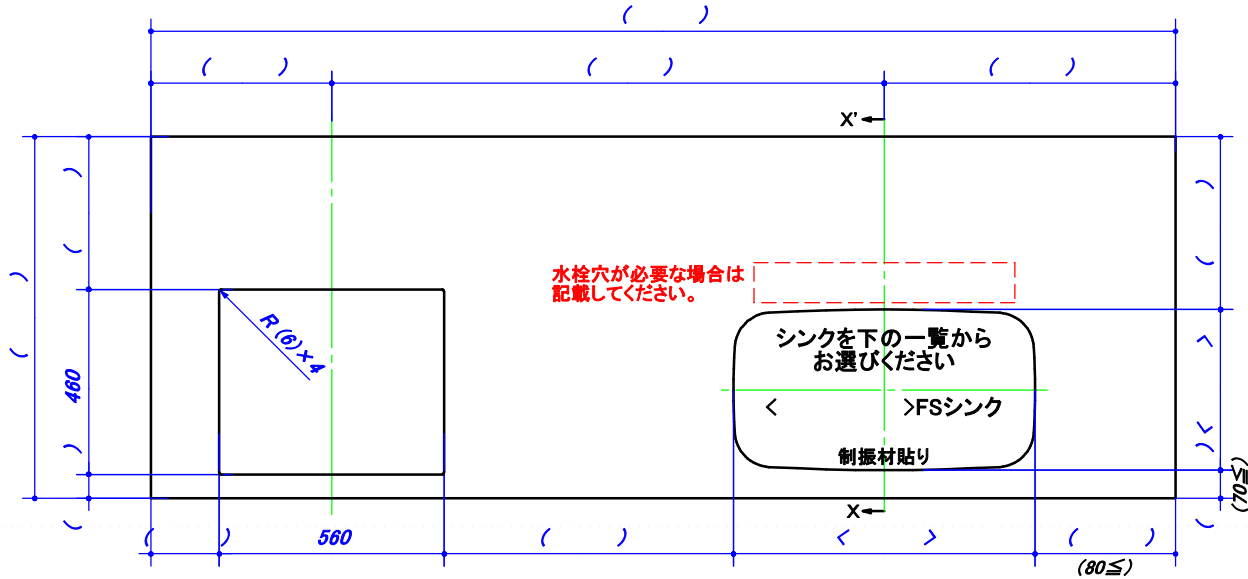 (　　)
(　　)
(　　)
(　　)
X'
(　　)
(　　)
(　　)
水栓穴が必要な場合は
記載してください。
R(6)×4
シンクを下の一覧から
お選びください
<　　>
460
<　　>FSシンク
制振材貼り
(　　)
(　　)
(70≦)
X
(　　)
560
(　　)
<　　>
(80≦)